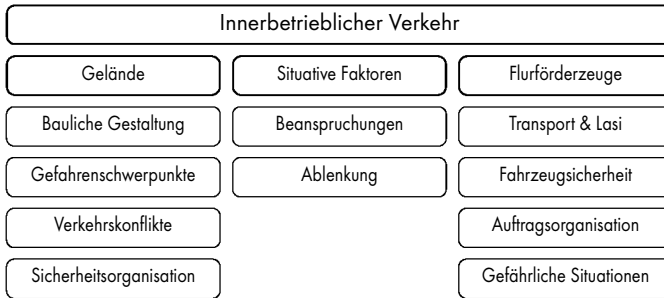 Innerbetrieblicher Verkehr
Gelände
Situative Faktoren
Flurförderzeuge
Bauliche Gestaltung
Beanspruchungen
Transport & Lasi
Gefahrenschwerpunkte
Ablenkung
Fahrzeugsicherheit
Verkehrskonflikte
Auftragsorganisation
Sicherheitsorganisation
Gefährliche Situationen